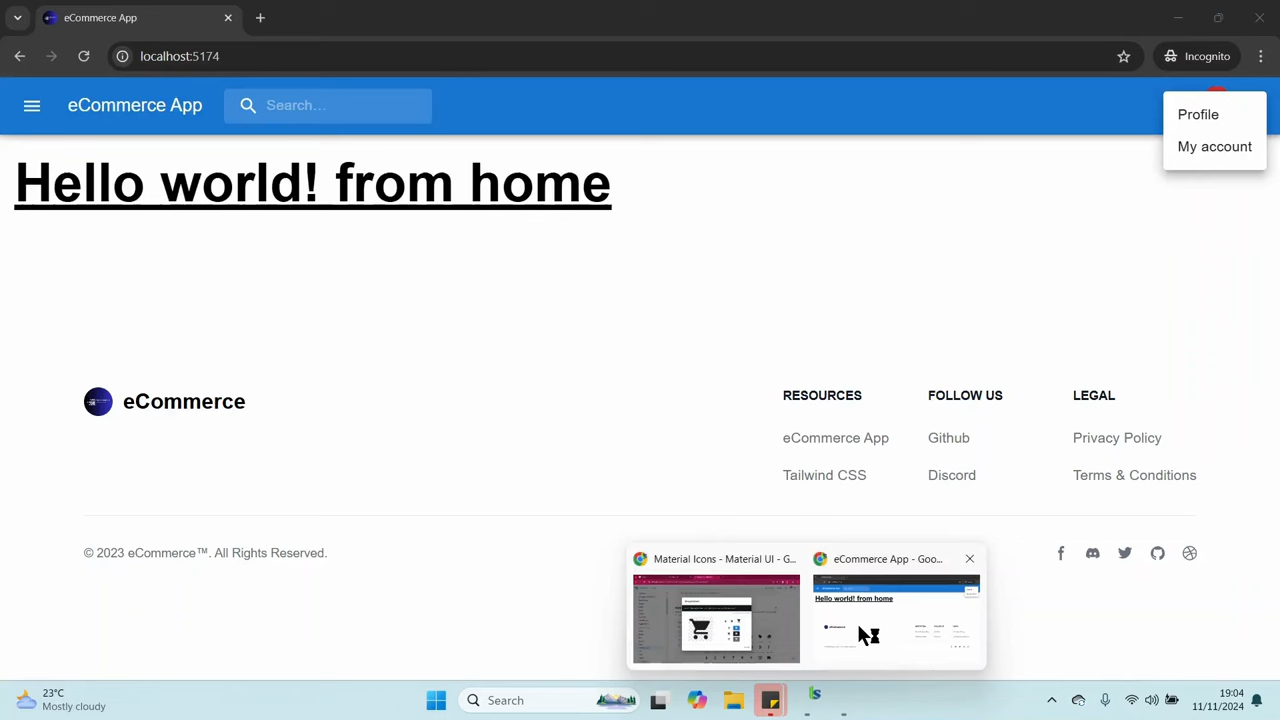 eCommerce App
localhost:5174
Incognito
eCommerce App
Search...
Profile
My account
Hello world! from home
eCommerce
RESOURCES
eCommerce App
Tailwind CSS
FOLLOW US
Github
Discord
LEGAL
Privacy Policy
Terms & Conditions
© 2023 eCommerce™. All Rights Reserved.
Material Icons - Material UI - G...
eCommerce App - Goo...
Hello world! from home
23°C
Mostly cloudy
Search
19:04
11/11/2024